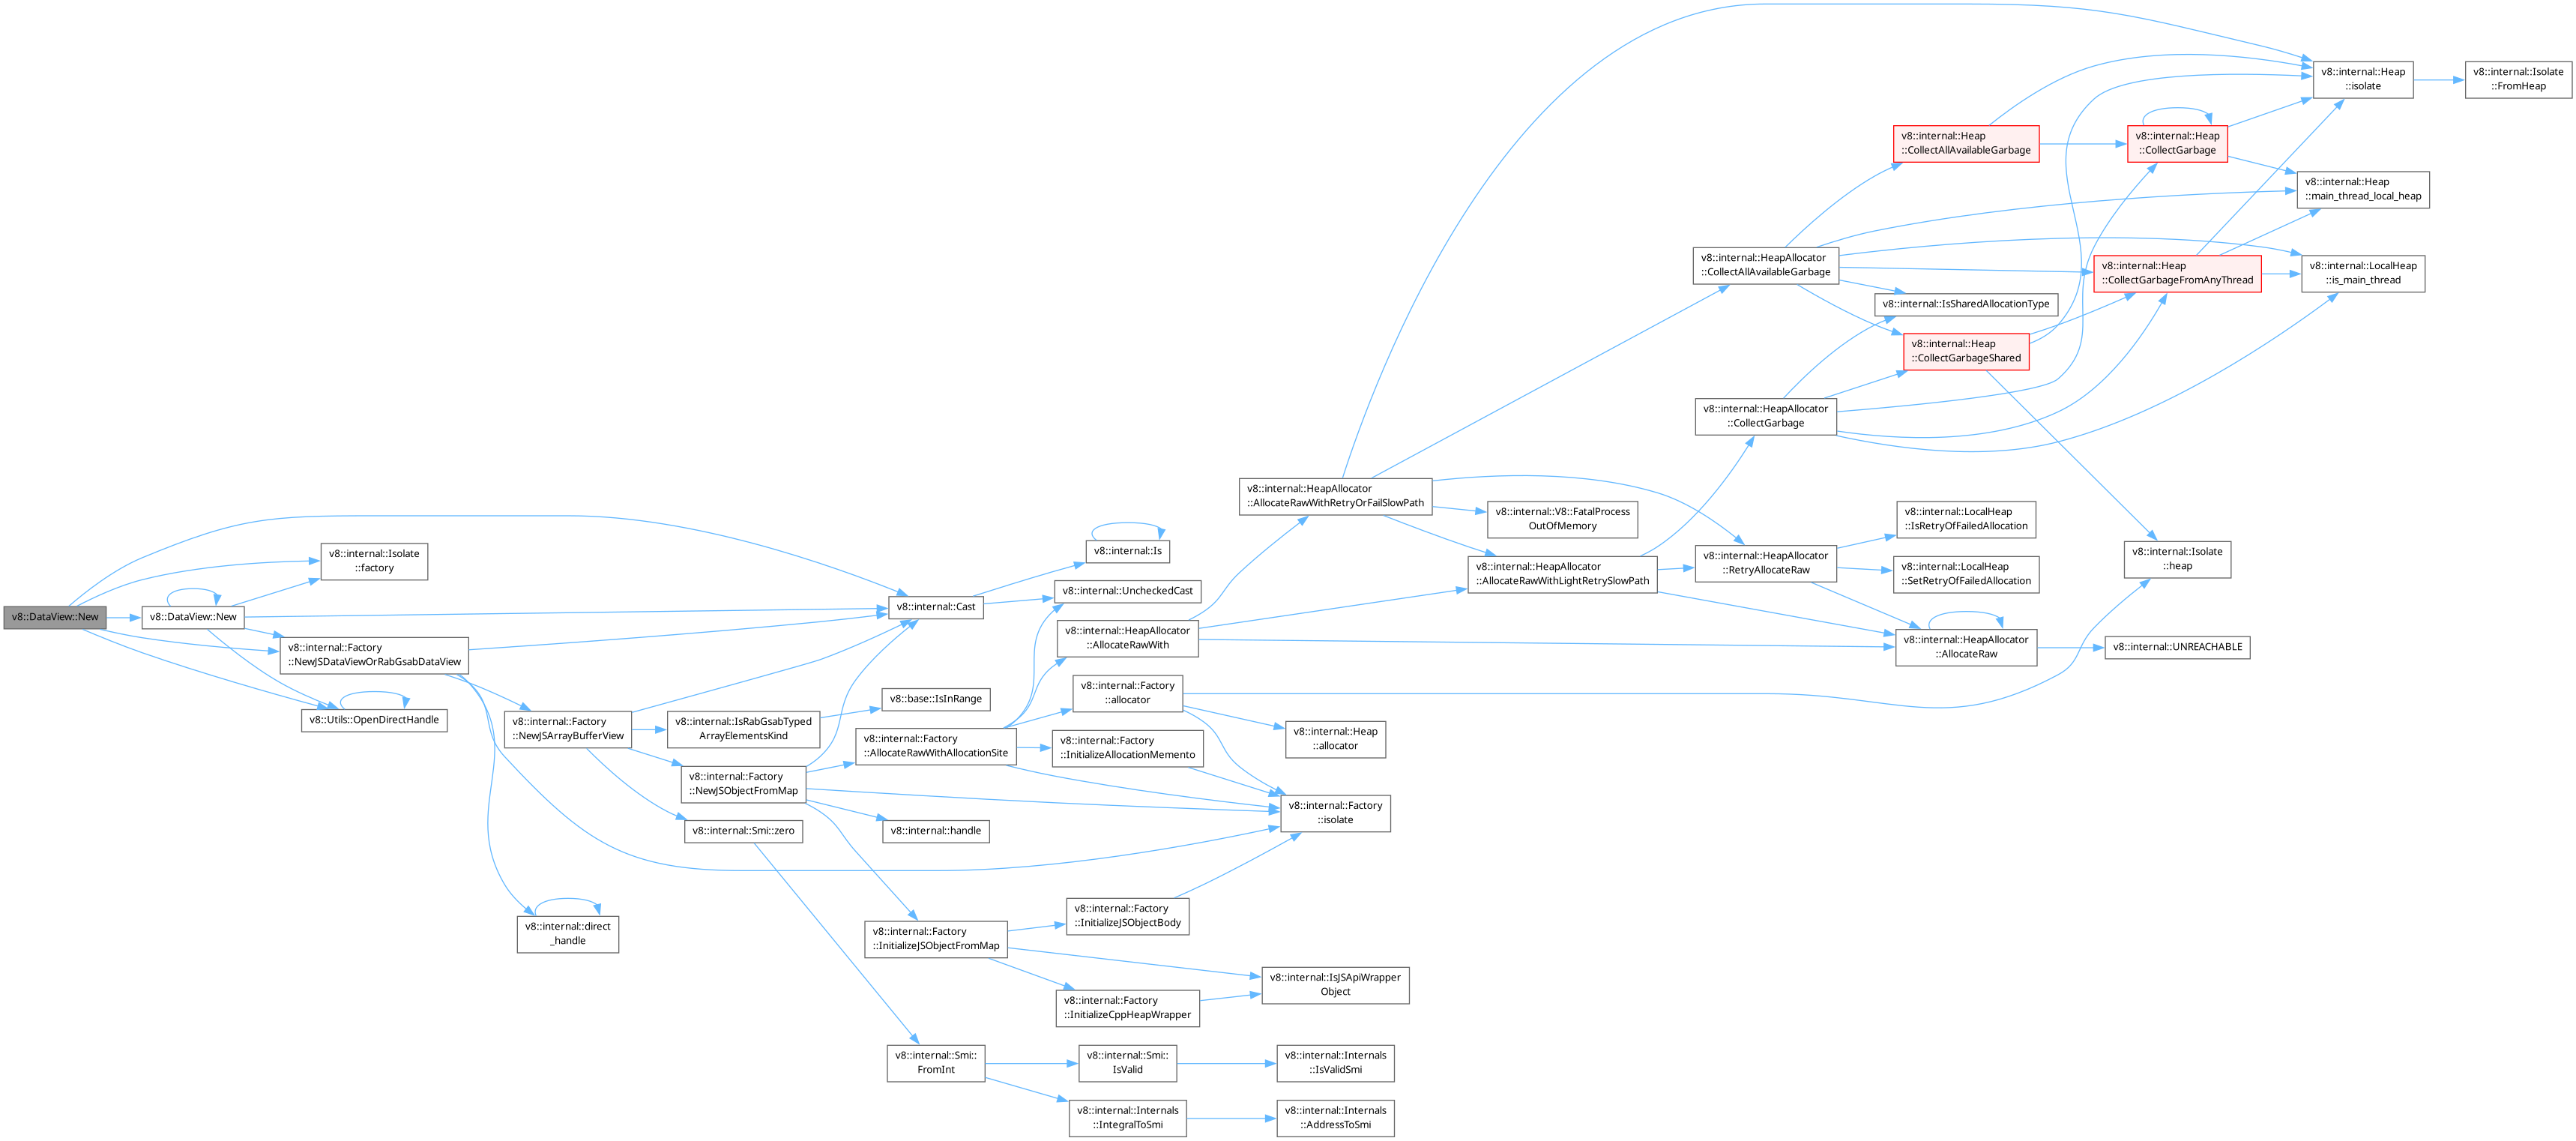 v8::DataView::New
v8::DataView::New
v8::internal::Isolate
::factory
v8::internal::Factory
::NewJSDataViewOrRabGsabDataView
v8::Utils::OpenDirectHandle
v8::internal::Factory
::NewJSArrayBufferView
v8::internal::direct
_handle
v8::internal::IsRabGsabTyped
ArrayElementsKind
v8::internal::Factory
::NewJSObjectFromMap
v8::internal::Smi::zero
v8::internal::Cast
v8::base::IsInRange
v8::internal::Factory
::AllocateRawWithAllocationSite
v8::internal::handle
v8::internal::Factory
::InitializeJSObjectFromMap
v8::internal::Smi::
FromInt
v8::internal::Is
v8::internal::UncheckedCast
v8::internal::HeapAllocator
::AllocateRawWith
v8::internal::Factory
::allocator
v8::internal::Factory
::InitializeAllocationMemento
v8::internal::Factory
::InitializeJSObjectBody
v8::internal::Factory
::InitializeCppHeapWrapper
v8::internal::Smi::
IsValid
v8::internal::Internals
::IntegralToSmi
v8::internal::HeapAllocator
::AllocateRawWithRetryOrFailSlowPath
v8::internal::Heap
::allocator
v8::internal::Factory
::isolate
v8::internal::IsJSApiWrapper
Object
v8::internal::Internals
::IsValidSmi
v8::internal::Internals
::AddressToSmi
v8::internal::V8::FatalProcess
OutOfMemory
v8::internal::HeapAllocator
::AllocateRawWithLightRetrySlowPath
v8::internal::HeapAllocator
::CollectAllAvailableGarbage
v8::internal::HeapAllocator
::CollectGarbage
v8::internal::HeapAllocator
::RetryAllocateRaw
v8::internal::Heap
::CollectAllAvailableGarbage
v8::internal::IsSharedAllocationType
v8::internal::Heap
::CollectGarbageShared
v8::internal::LocalHeap
::IsRetryOfFailedAllocation
v8::internal::LocalHeap
::SetRetryOfFailedAllocation
v8::internal::HeapAllocator
::AllocateRaw
v8::internal::Heap
::CollectGarbage
v8::internal::Heap
::CollectGarbageFromAnyThread
v8::internal::Isolate
::heap
v8::internal::UNREACHABLE
v8::internal::Heap
::isolate
v8::internal::Heap
::main_thread_local_heap
v8::internal::LocalHeap
::is_main_thread
v8::internal::Isolate
::FromHeap